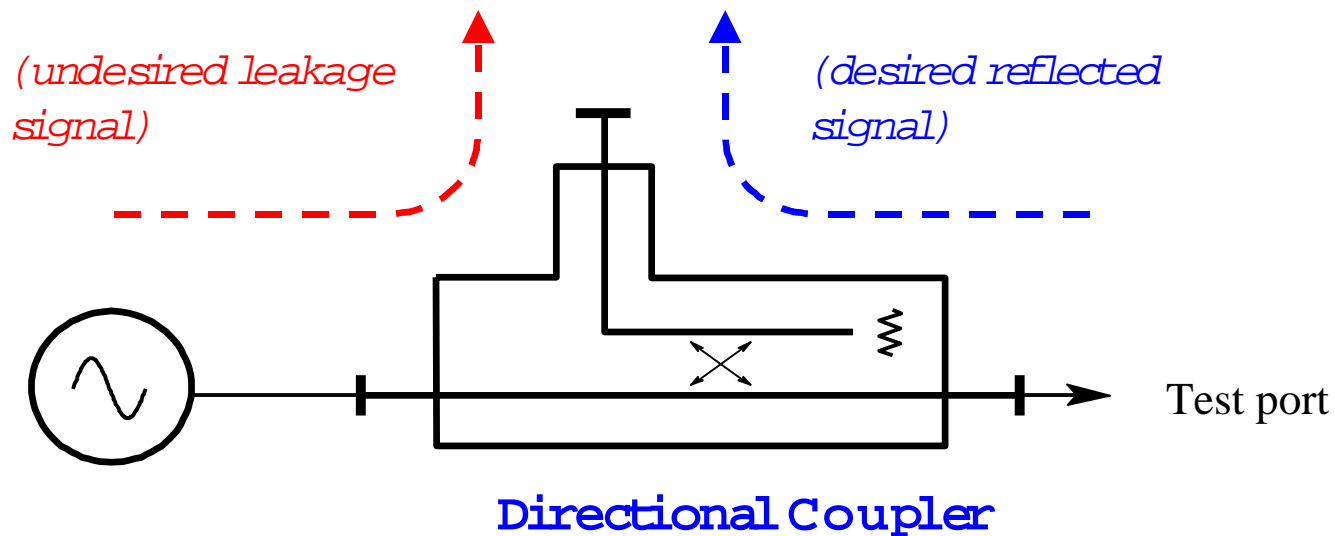 (undesired leakage
signal)
(desired reflected
signal)
Test port
Directional Coupler